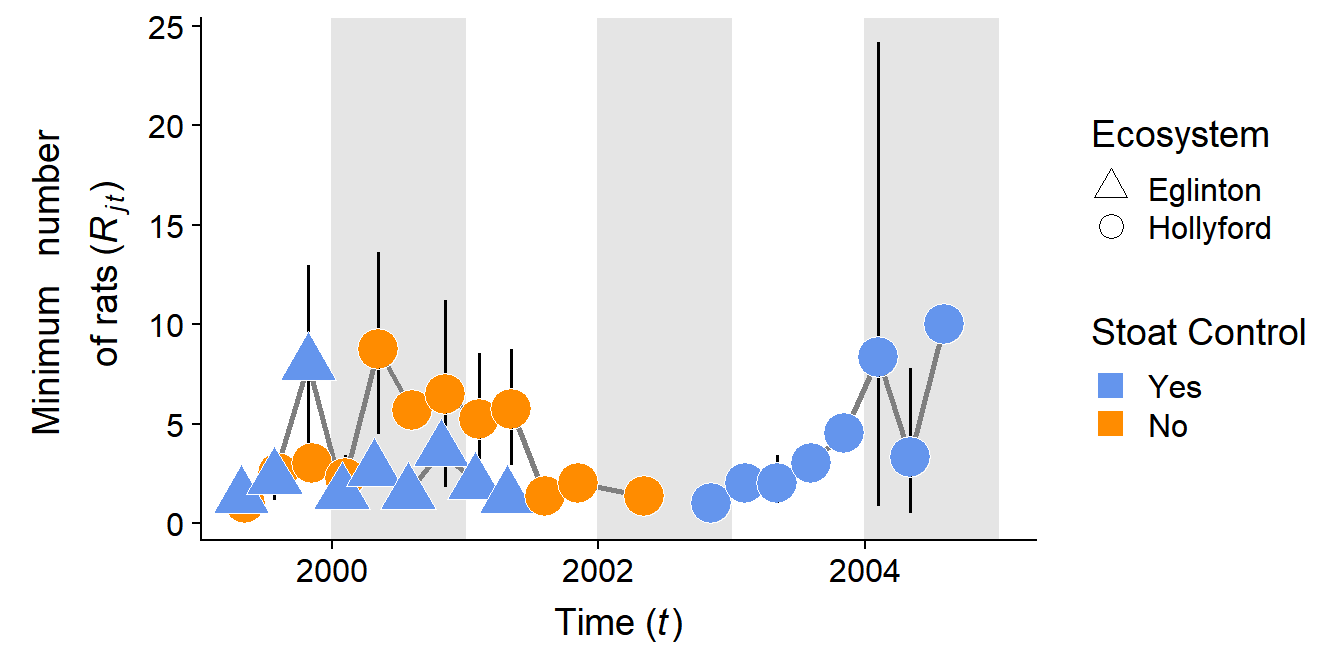 Minimum number
of rats (Rjt)
25
20
15
10
5
0
2000
2002
2004
Time (t)
Ecosystem
Eglinton
Hollyford
Stoat Control
Yes
No